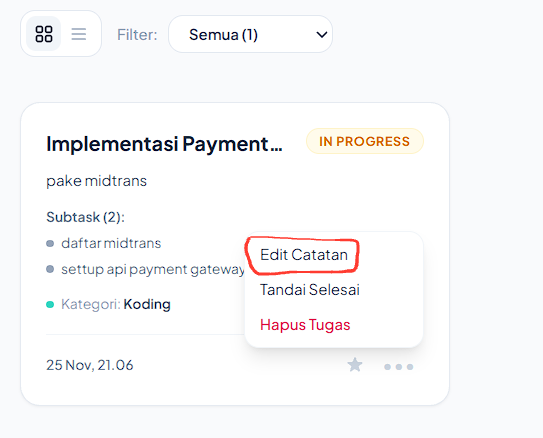 Filter: Semua (1)
Implementasi Payment... IN PROGRESS
pake midtrans
Subtask (2):
daftar midtrans
settup api payment gateway
Kategori: Koding
Edit Catatan
Tandai Selesai
Hapus Tugas
25 Nov, 21.06